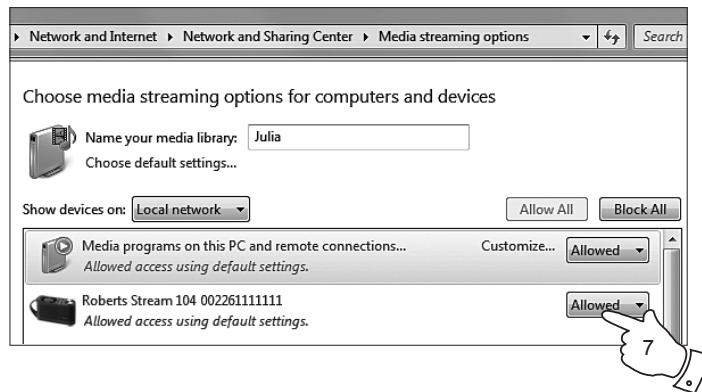 Network and Internet Network and Sharing Center Media streaming options Search
Choose media streaming options for computers and devices
Name your media library: Julia
Choose default settings...
Show devices on: Local network Allow All Block All
Media programs on this PC and remote connections... Customize... Allowed
Allowed access using default settings.
Roberts Stream 104 002261111111 Allowed
Allowed access using default settings.
7